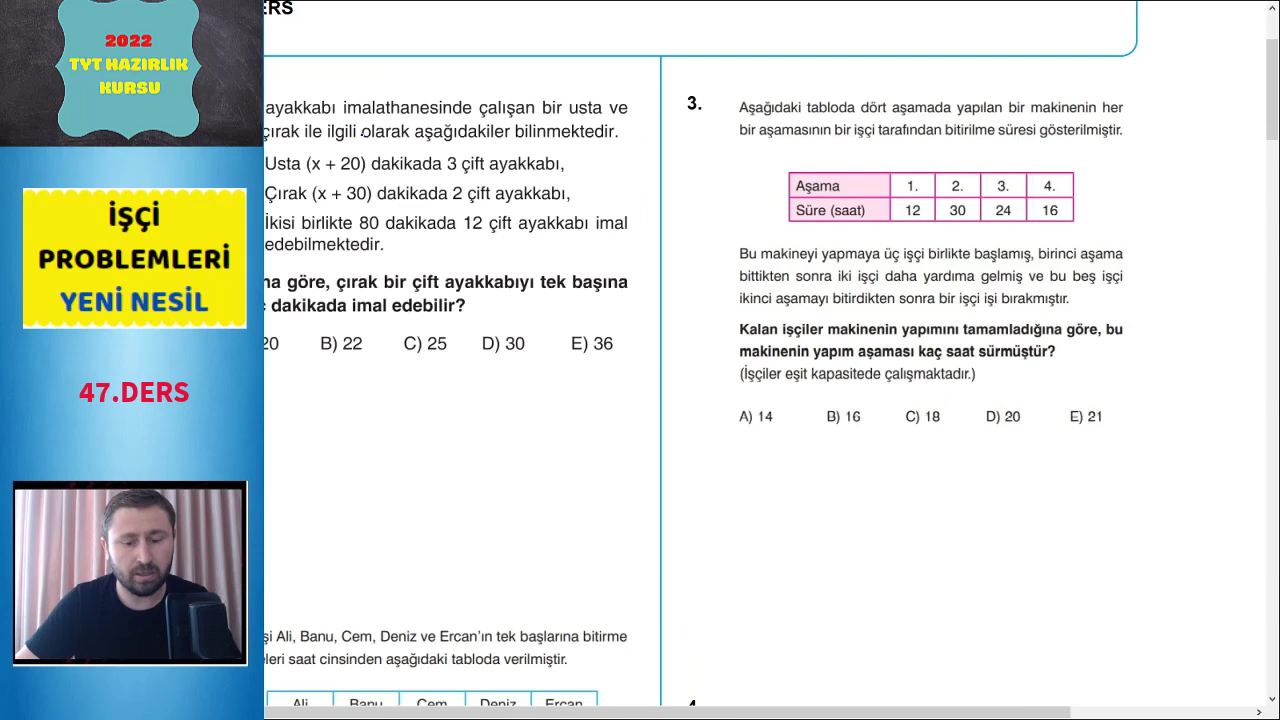 ERS
2022
TYT HAZIRLIK
KURSU
İŞÇİ
PROBLEMLERİ
YENİ NESİL
47.DERS
ayakkabı imalathanesinde çalışan bir usta ve
çırak ile ilgili olarak aşağıdakiler bilinmektedir.
Usta (x + 20) dakikada 3 çift ayakkabı,
Çırak (x + 30) dakikada 2 çift ayakkabı,
İkisi birlikte 80 dakikada 12 çift ayakkabı imal
edebilmektedir.
na göre, çırak bir çift ayakkabıyı tek başına
dakikada imal edebilir?
20 B) 22 C) 25 D) 30 E) 36
şi Ali, Banu, Cem, Deniz ve Ercan'ın tek başlarına bitirme
eleri saat cinsinden aşağıdaki tabloda verilmiştir.
Ali Banu Cem Deniz Ercan
3. Aşağıdaki tabloda dört aşamada yapılan bir makinenin her
bir aşamasının bir işçi tarafından bitirilme süresi gösterilmiştir.
Aşama 1. 2. 3. 4.
Süre (saat) 12 30 24 16
Bu makineyi yapmaya üç işçi birlikte başlamış, birinci aşama
bittikten sonra iki işçi daha yardıma gelmiş ve bu beş işçi
ikinci aşamayı bitirdikten sonra bir işçi işi bırakmıştır.
Kalan işçiler makinenin yapımını tamamladığına göre, bu
makinenin yapım aşaması kaç saat sürmüştür?
(İşçiler eşit kapasitede çalışmaktadır.)
A) 14 B) 16 C) 18 D) 20 E) 21
4